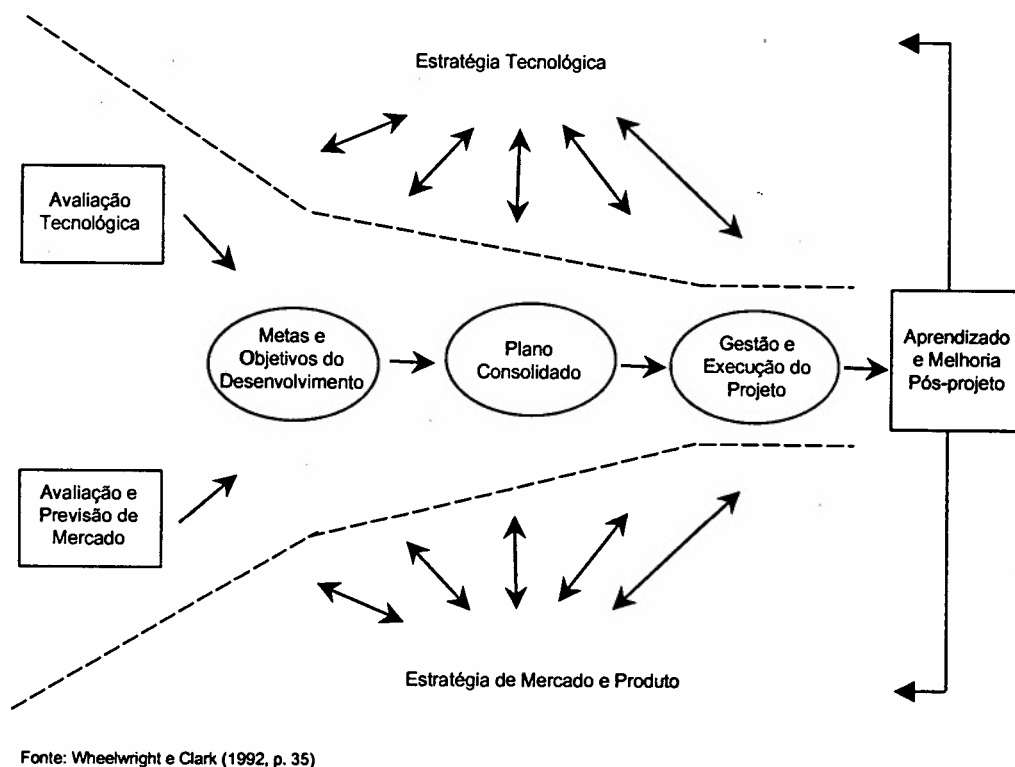 Estratégia Tecnológica
Avaliação
Tecnológica
Metas e
Objetivos do
Desenvolvimento
Plano
Consolidado
Gestão e
Execução do
Projeto
Aprendizado
e Melhoria
Pós-projeto
Avaliação e
Previsão de
Mercado
Estratégia de Mercado e Produto
Fonte: Wheelwright e Clark (1992, p. 35)